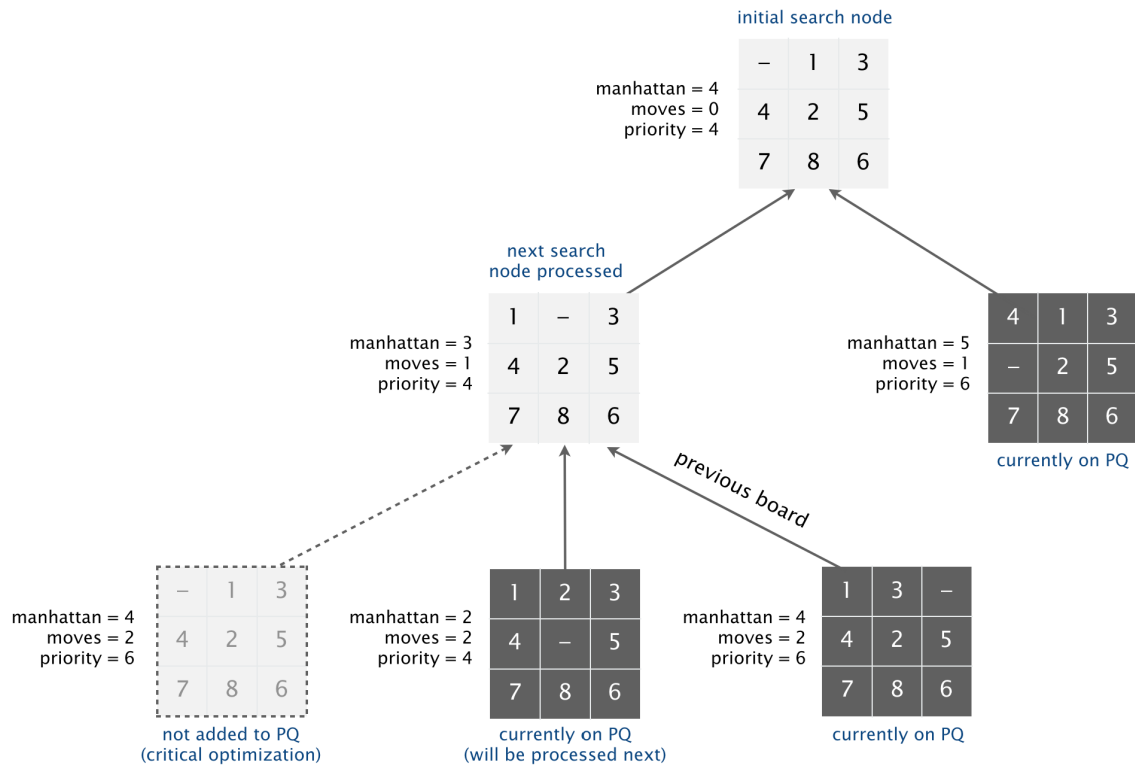 initial search node
– 1 3
4 2 5
7 8 6
manhattan = 4
moves = 0
priority = 4
next search
node processed
1 – 3
4 2 5
7 8 6
manhattan = 3
moves = 1
priority = 4
4 1 3
– 2 5
7 8 6
manhattan = 5
moves = 1
priority = 6
currently on PQ
previous board
– 1 3
4 2 5
7 8 6
manhattan = 4
moves = 2
priority = 6
not added to PQ
(critical optimization)
1 2 3
4 – 5
7 8 6
manhattan = 2
moves = 2
priority = 4
currently on PQ
(will be processed next)
1 3 –
4 2 5
7 8 6
manhattan = 4
moves = 2
priority = 6
currently on PQ